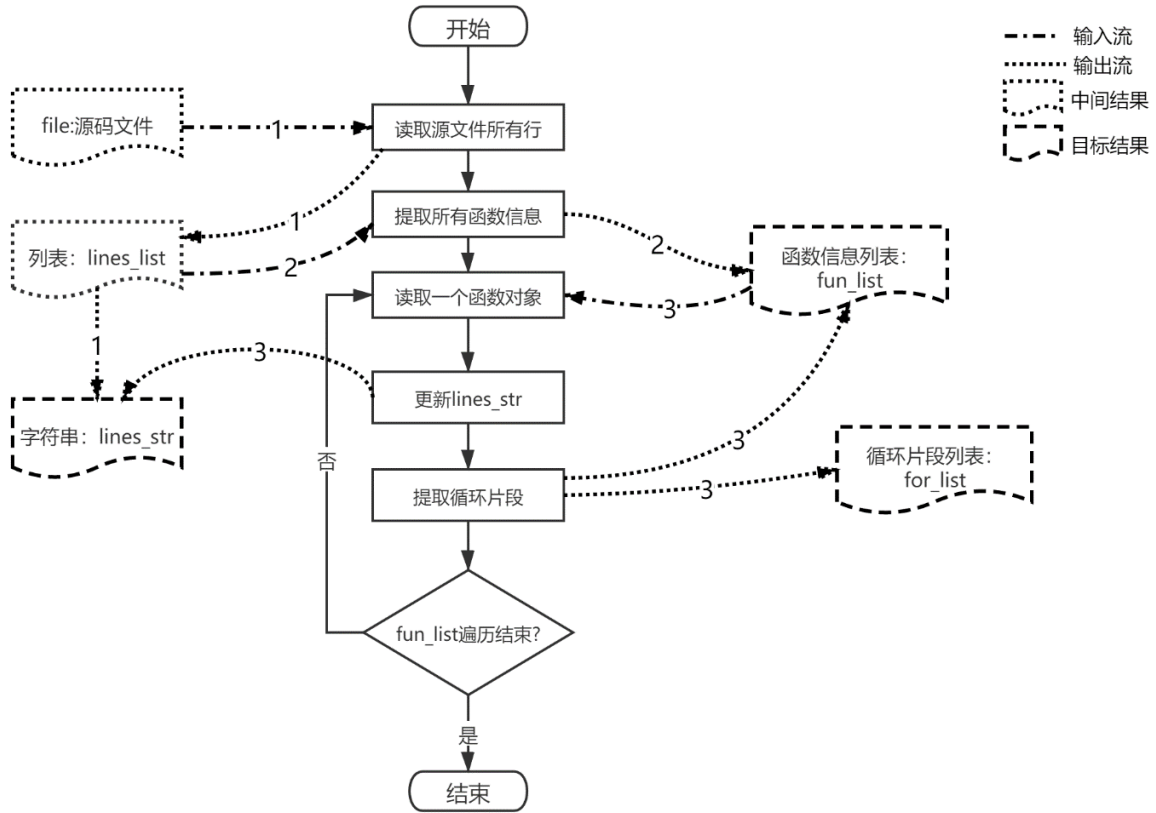 开始
输入流
输出流
中间结果
目标结果
file:源码文件
1
读取源文件所有行
1
提取所有函数信息
2
列表：lines_list
2
函数信息列表：
fun_list
读取一个函数对象
3
1
3
更新lines_str
字符串：lines_str
3
循环片段列表：
for_list
否
提取循环片段
3
fun_list遍历结束?
是
结束